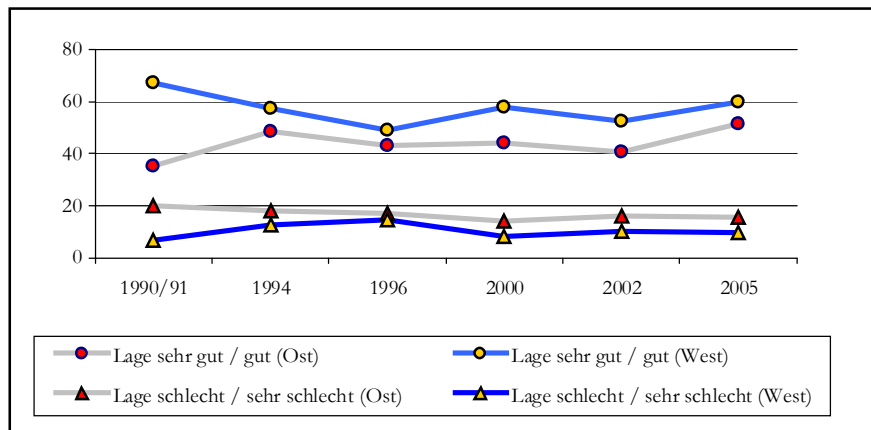 80
60
40
20
0
1990/91 1994 1996 2000 2002 2005
Lage sehr gut / gut (Ost) Lage sehr gut / gut (West)
Lage schlecht / sehr schlecht (Ost) Lage schlecht / sehr schlecht (West)